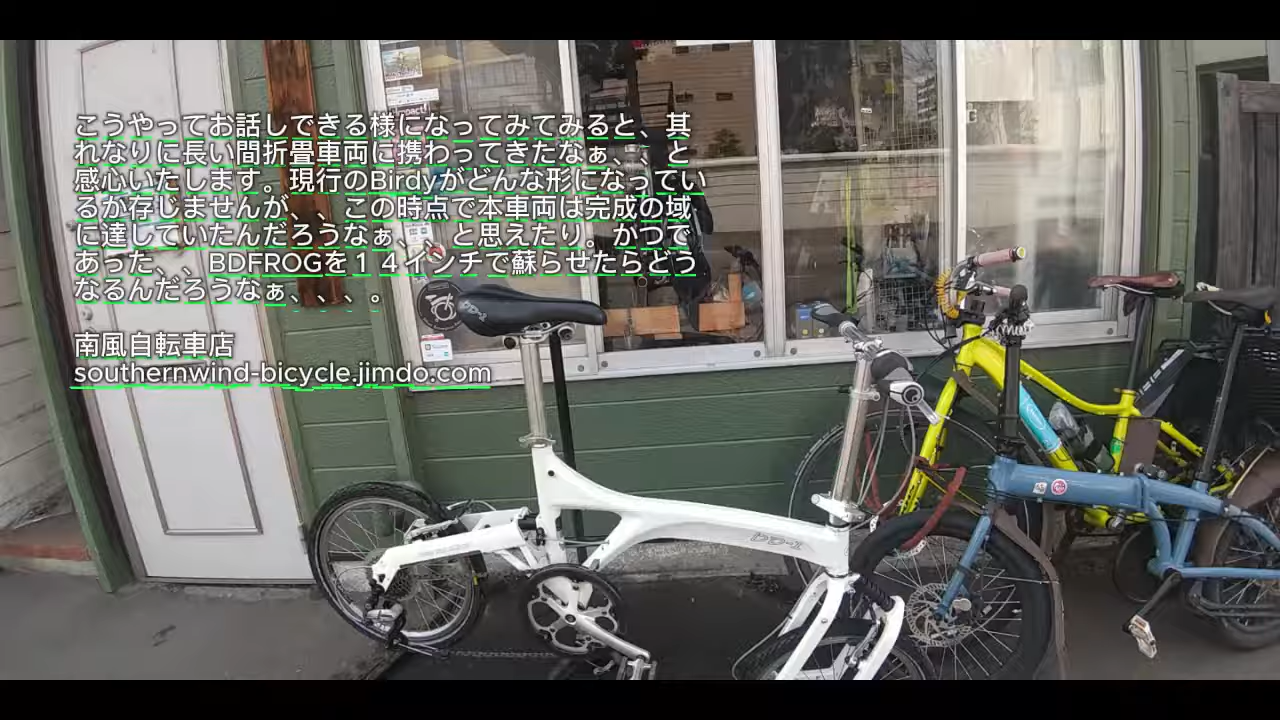 こうやってお話しできる様になってみてみると、其
れなりに長い間折畳車両に携わってきたなぁ、、と
感心いたします。現行のBirdyがどんな形になってい
るか存じませんが、、この時点で本車両は完成の域
に達していたんだろうなぁ、、と思えたり。かつで
あった、、BDFROGを１４インチで蘇らせたらどう
なるんだろうなぁ、、、。
南風自転車店
southernwind-bicycle.jimdo.com
BD-1
BD-1